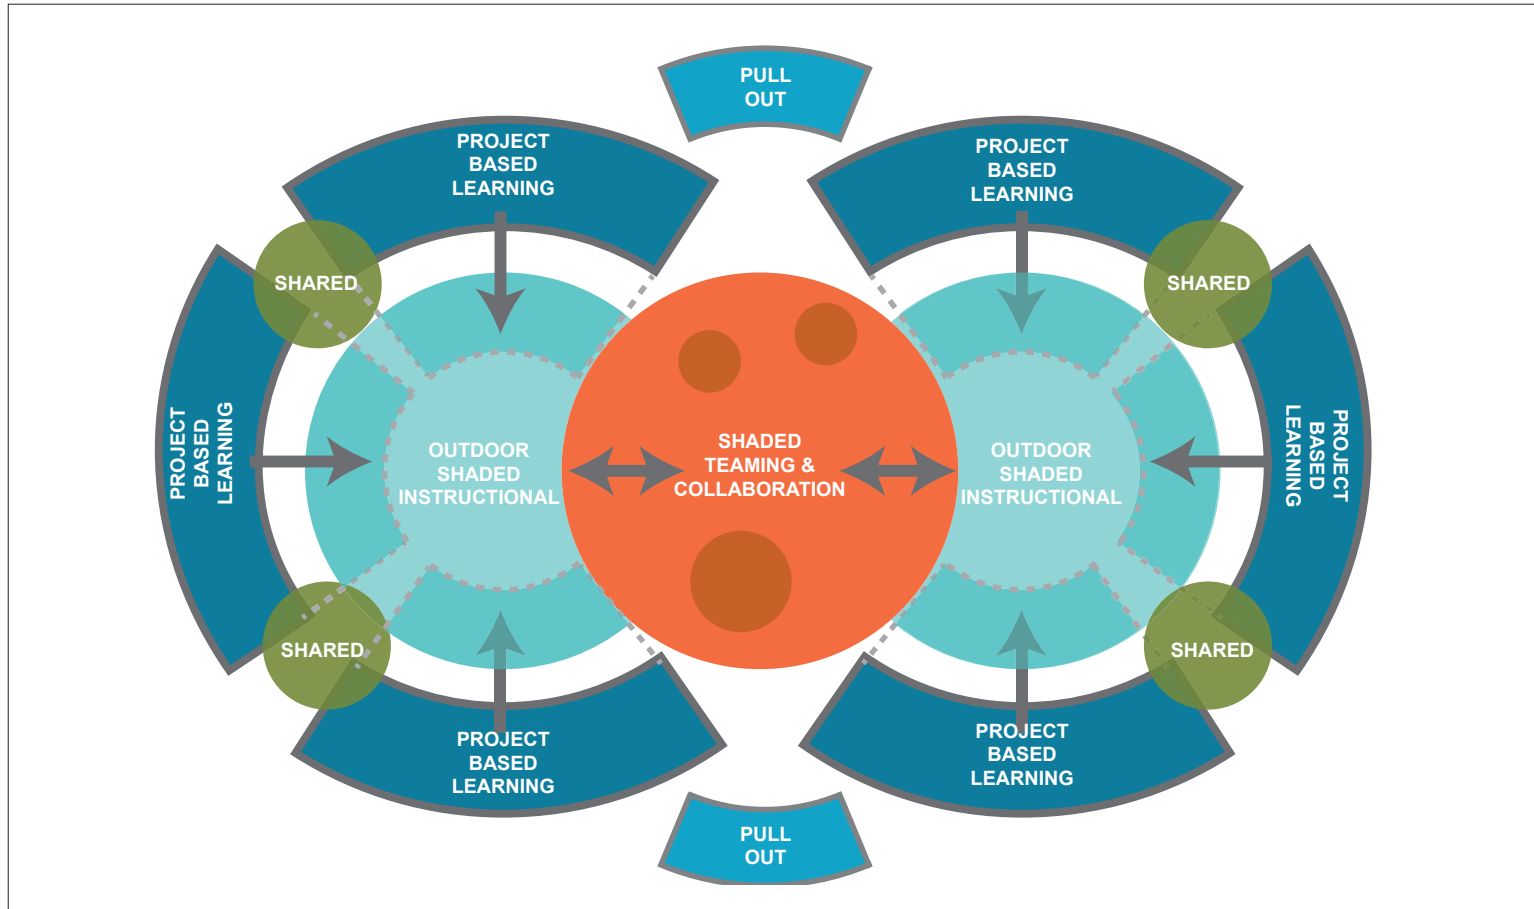 PULL
OUT
PROJECT
BASED
LEARNING
PROJECT
BASED
LEARNING
SHARED
SHARED
PROJECT
BASED
LEARNING
OUTDOOR
SHADED
INSTRUCTIONAL
SHADED
TEAMING &
COLLABORATION
OUTDOOR
SHADED
INSTRUCTIONAL
PROJECT
BASED
LEARNING
SHARED
SHARED
PROJECT
BASED
LEARNING
PROJECT
BASED
LEARNING
PULL
OUT